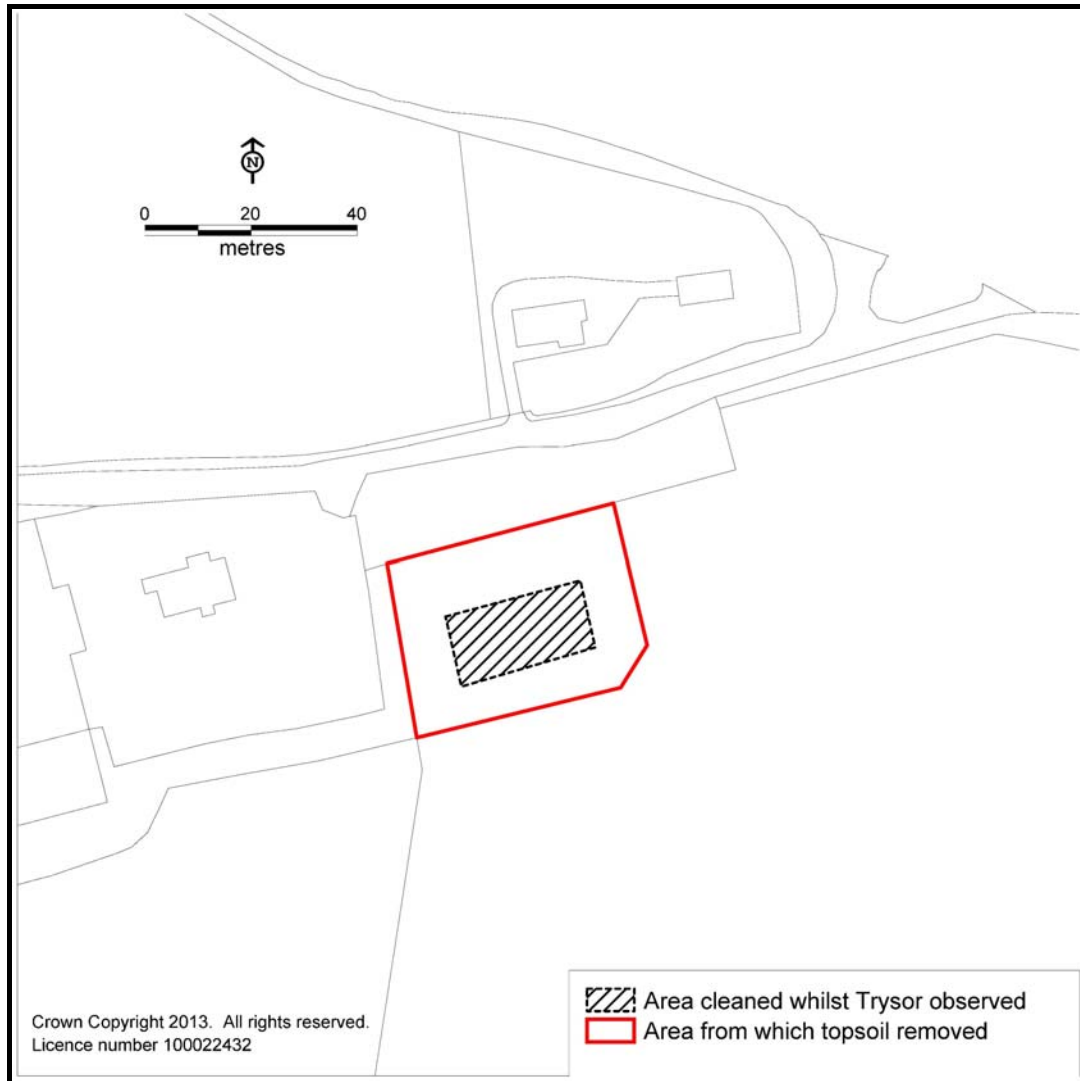 N
0 20 40
metres
Crown Copyright 2013. All rights reserved.
Licence number 100022432
Area cleaned whilst Trysor observed
Area from which topsoil removed